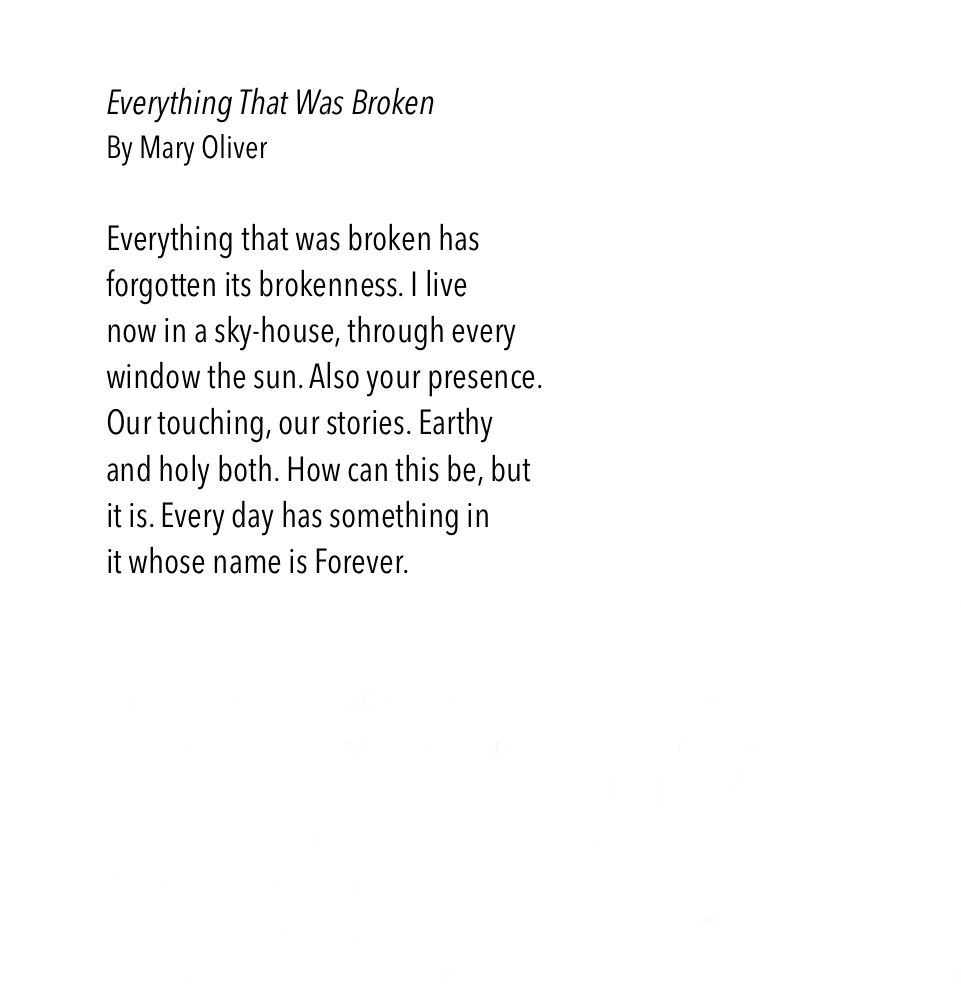 Everything That Was Broken
By Mary Oliver
Everything that was broken has
forgotten its brokenness. I live
now in a sky-house, through every
window the sun. Also your presence.
Our touching, our stories. Earthy
and holy both. How can this be, but
it is. Every day has something in
it whose name is Forever.